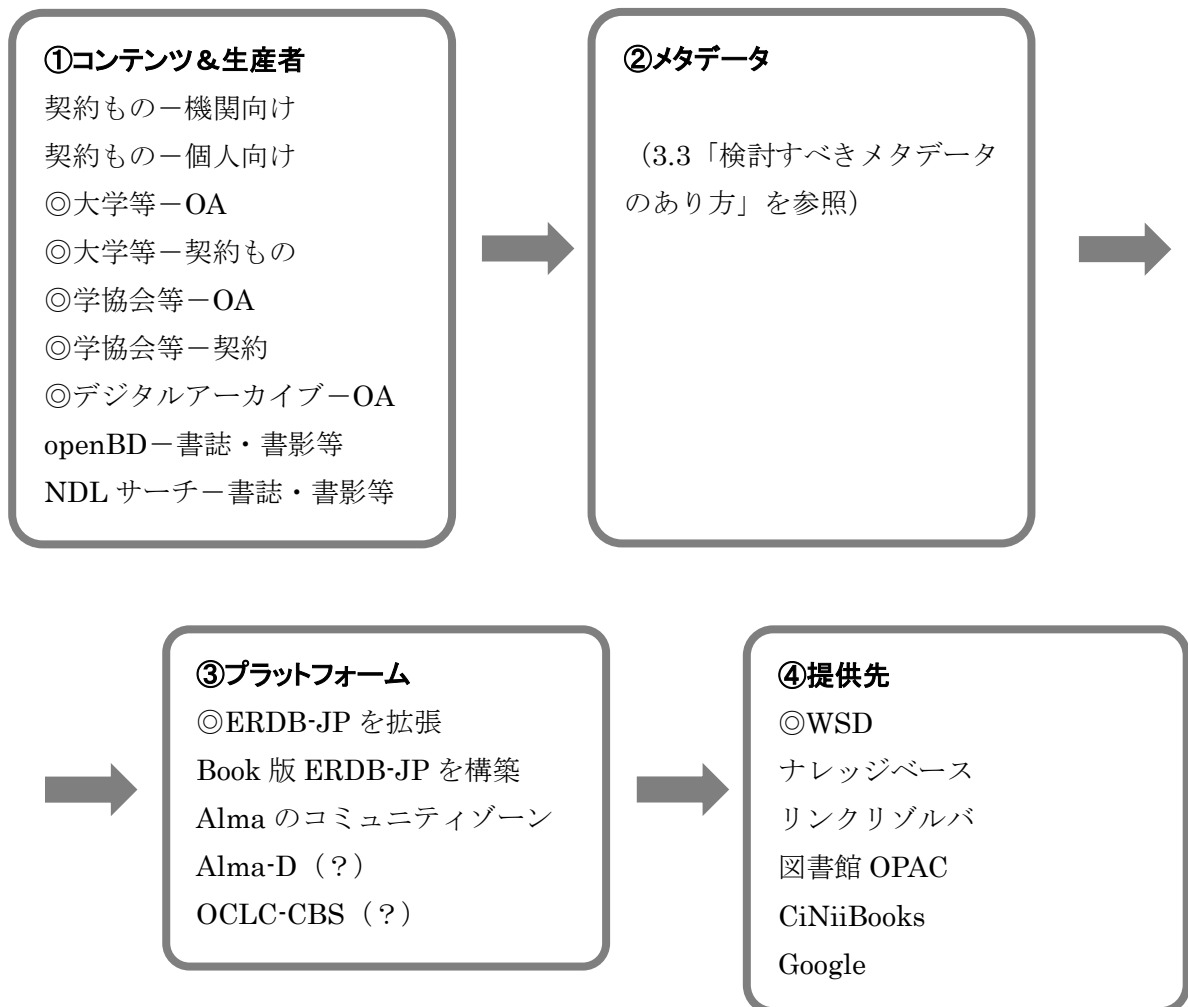 ①コンテンツ＆生産者
契約もの－機関向け
契約もの－個人向け
◎大学等－OA
◎大学等－契約もの
◎学協会等－OA
◎学協会等－契約
◎デジタルアーカイブ－OA
openBD－書誌・書影等
NDL サーチ－書誌・書影等
②メタデータ
（3.3「検討すべきメタデータ
のあり方」を参照）
③プラットフォーム
◎ERDB-JP を拡張
Book 版 ERDB-JP を構築
Alma のコミュニティゾーン
Alma-D（？）
OCLC-CBS（？）
④提供先
◎WSD
ナレッジベース
リンクリゾルバ
図書館 OPAC
CiNiiBooks
Google